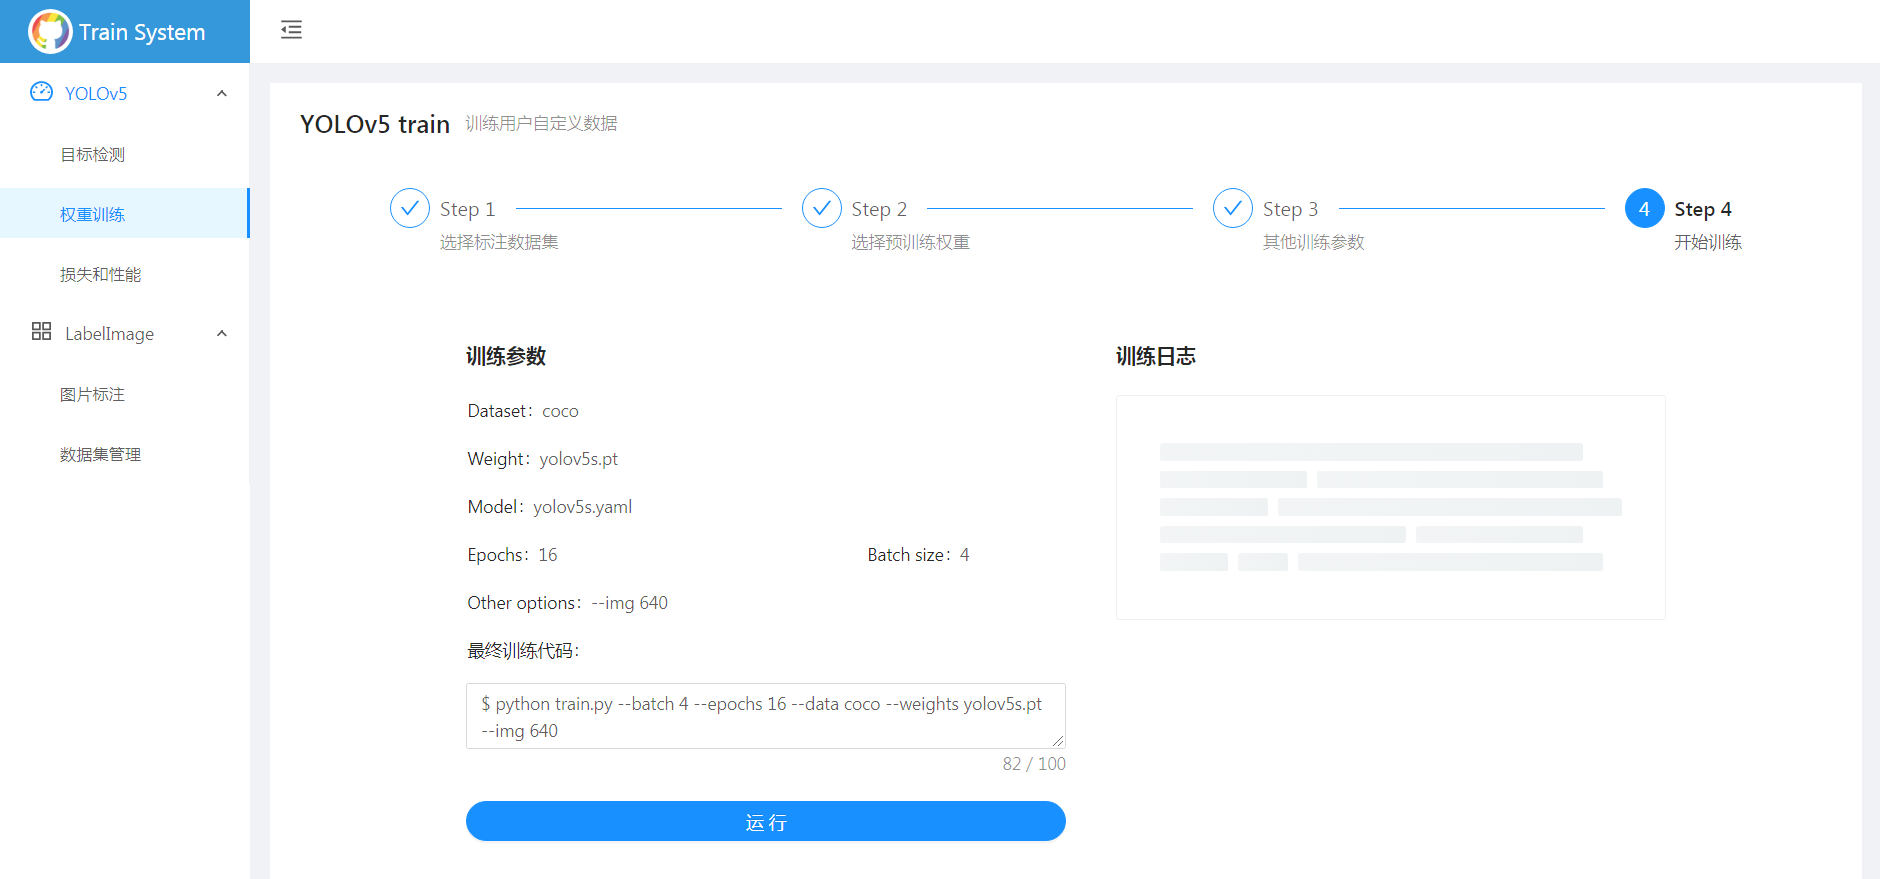 Train System
YOLOv5
目标检测
权重训练
损失和性能
LabelImage
图片标注
数据集管理
YOLOv5 train 训练用户自定义数据
Step 1
选择标注数据集
Step 2
选择预训练权重
Step 3
其他训练参数
4 Step 4
开始训练
训练参数
Dataset：coco
Weight：yolov5s.pt
Model：yolov5s.yaml
Epochs：16 Batch size：4
Other options：--img 640
最终训练代码：
$ python train.py --batch 4 --epochs 16 --data coco --weights yolov5s.pt
--img 640
82 / 100
运 行
训练日志